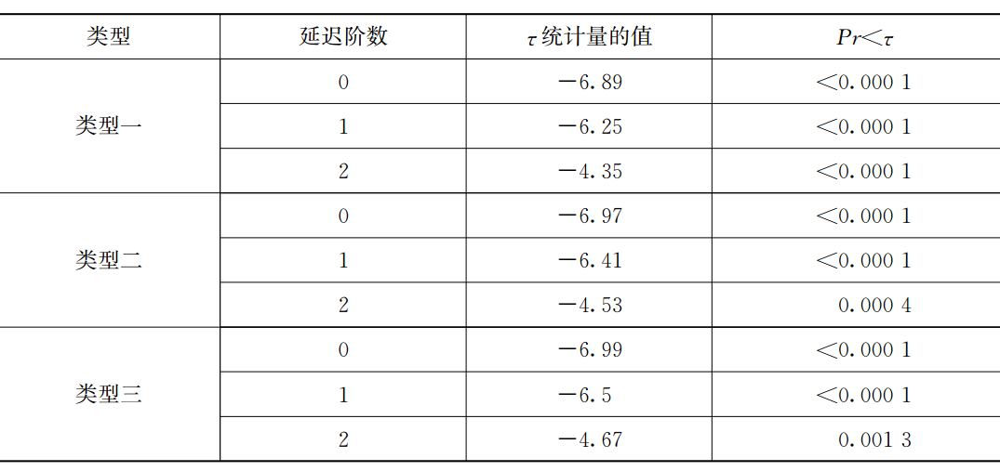 类型 延迟阶数 τ统计量的值 Pr<τ
0 －6.89 ＜0.000 1
类型一 1 －6.25 ＜0.000 1
2 －4.35 ＜0.000 1
0 －6.97 ＜0.000 1
类型二 1 －6.41 ＜0.000 1
2 －4.53 0.000 4
0 －6.99 ＜0.000 1
类型三 1 －6.5 ＜0.000 1
2 －4.67 0.001 3